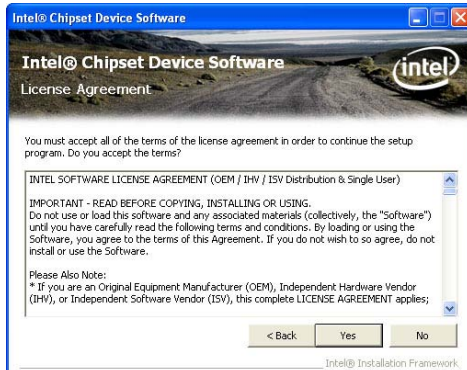 Intel® Chipset Device Software
Intel® Chipset Device Software
License Agreement
intel®
You must accept all of the terms of the license agreement in order to continue the setup
program. Do you accept the terms?
INTEL SOFTWARE LICENSE AGREEMENT (OEM / IHV / ISV Distribution & Single User)
IMPORTANT - READ BEFORE COPYING, INSTALLING OR USING.
Do not use or load this software and any associated materials (collectively, the "Software")
until you have carefully read the following terms and conditions. By loading or using the
Software, you agree to the terms of this Agreement. If you do not wish to so agree, do not
install or use the Software.
Please Also Note:
* If you are an Original Equipment Manufacturer (OEM), Independent Hardware Vendor
(IHV), or Independent Software Vendor (ISV), this complete LICENSE AGREEMENT applies;
< Back Yes No
Intel® Installation Framework